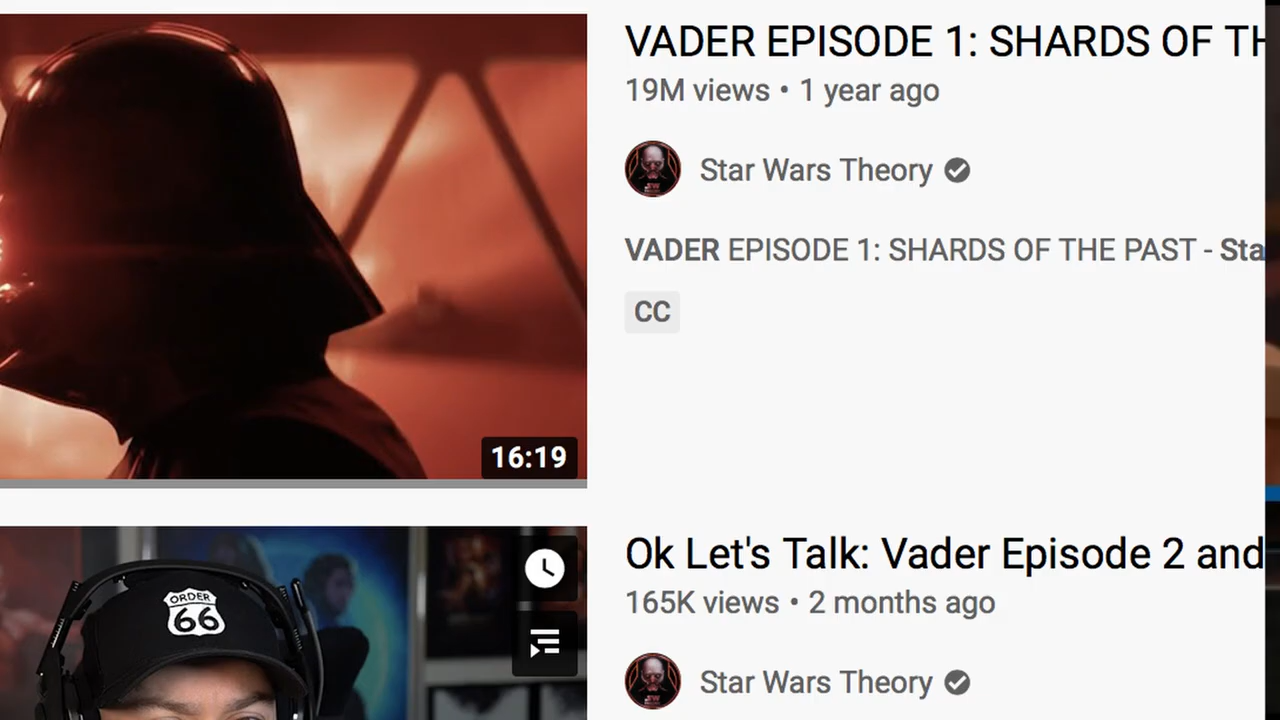 VADER EPISODE 1: SHARDS OF TH
19M views • 1 year ago
Star Wars Theory
VADER EPISODE 1: SHARDS OF THE PAST - Sta
CC
16:19
Ok Let's Talk: Vader Episode 2 and
165K views • 2 months ago
Star Wars Theory
ORDER
66